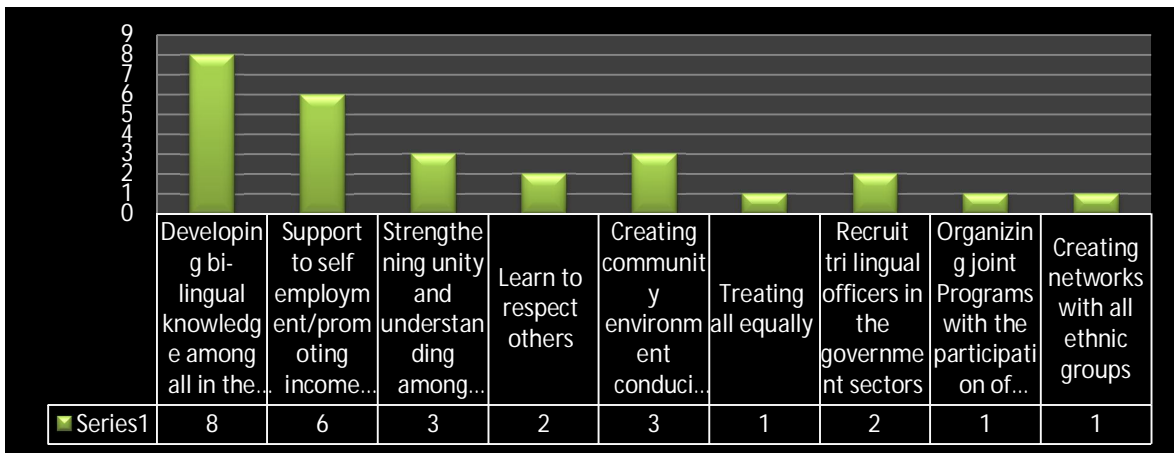 9
8
7
6
5
4
3
2
1
0
Developin
g bi-
lingual
knowledg
e among
all in the...
Support
to self
employm
ent/prom
oting
income...
Strengthe
ning unity
and
understan
ding
among...
Learn to
respect
others
Creating
communit
y
environm
ent
conduci...
Treating
all equally
Recruit
tri lingual
officers in
the
governme
nt sectors
Organizin
g joint
Programs
with the
participati
on of...
Creating
networks
with all
ethnic
groups
Series1 8 6 3 2 3 1 2 1 1